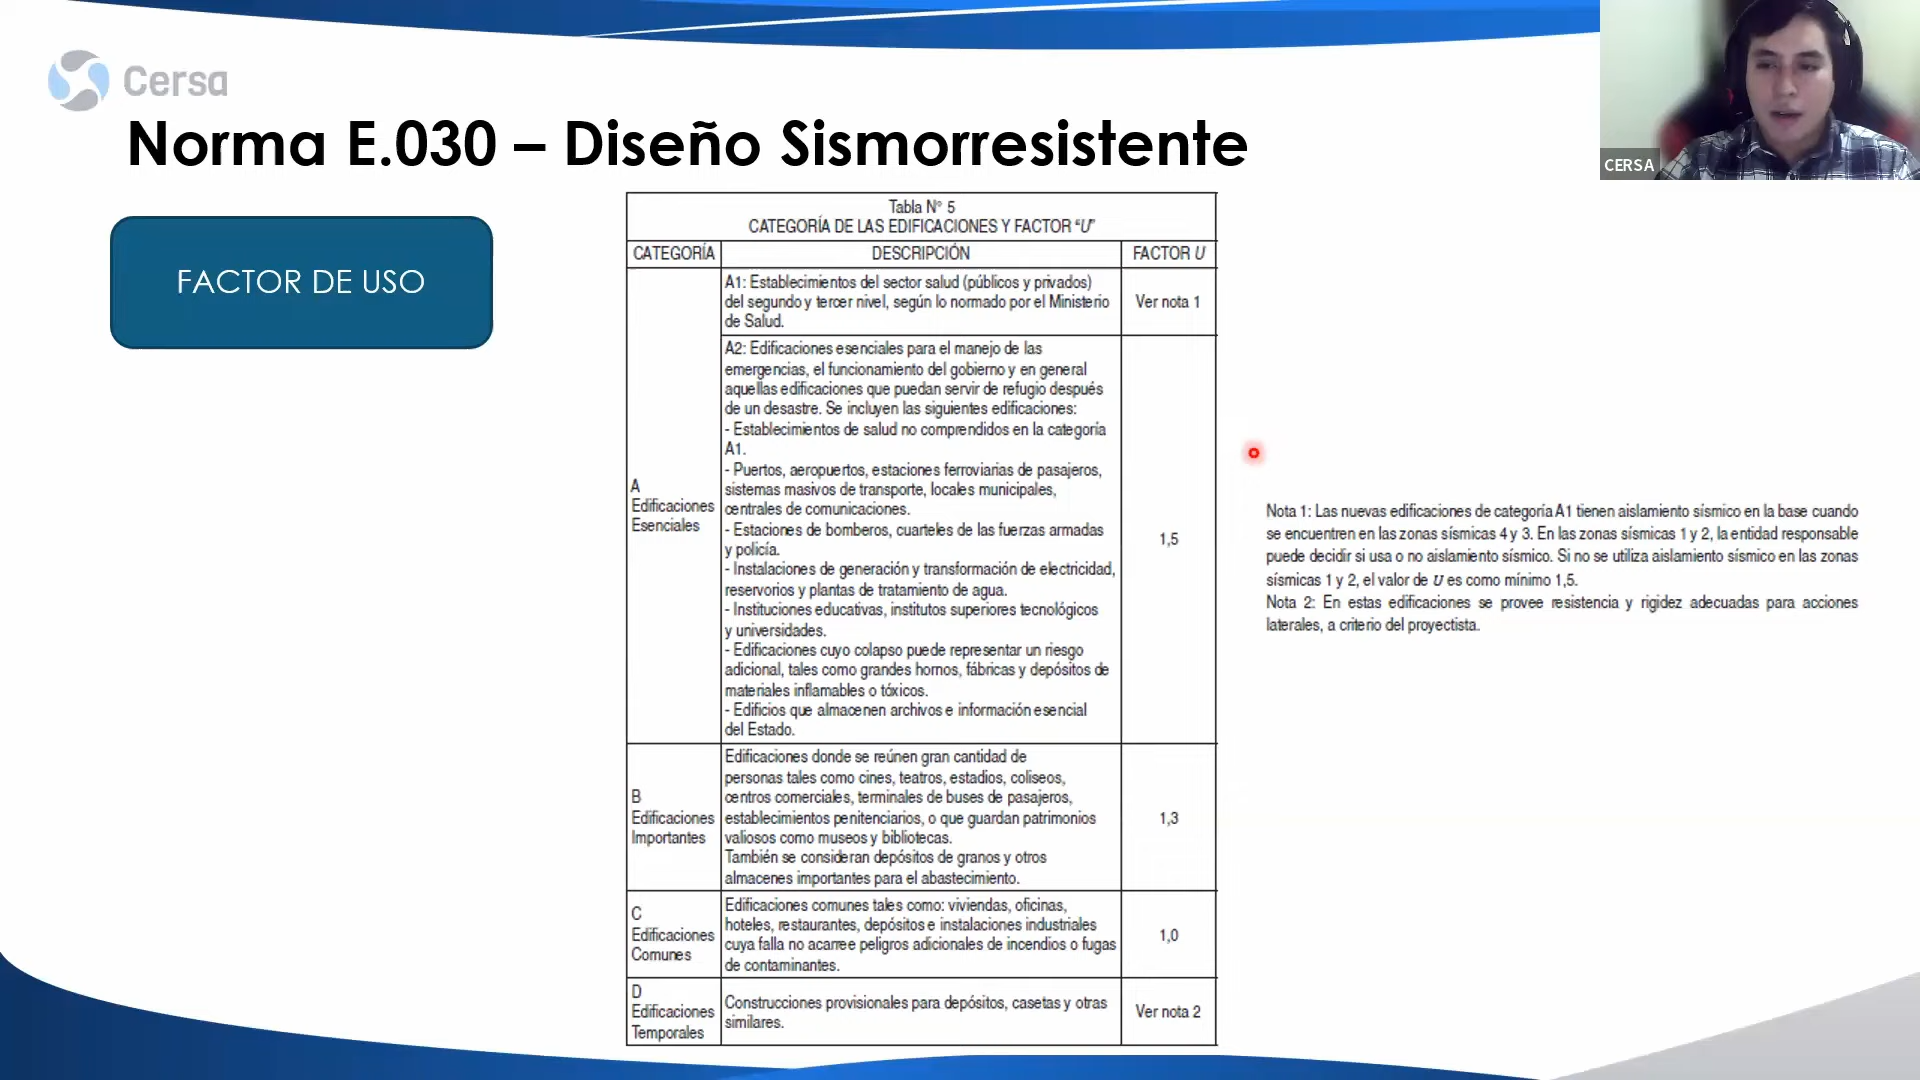 Cersa
Norma E.030 – Diseño Sismorresistente
CERSA
FACTOR DE USO
Tabla N° 5
CATEGORÍA DE LAS EDIFICACIONES Y FACTOR “U”
CATEGORÍA DESCRIPCIÓN FACTOR U
A
Edificaciones
Esenciales
A1: Establecimientos del sector salud (públicos y privados)
del segundo y tercer nivel, según lo normado por el Ministerio
de Salud.
Ver nota 1
A2: Edificaciones esenciales para el manejo de las
emergencias, el funcionamiento del gobierno y en general
aquellas edificaciones que puedan servir de refugio después
de un desastre. Se incluyen las siguientes edificaciones:
- Establecimientos de salud no comprendidos en la categoría
A1.
- Puertos, aeropuertos, estaciones ferroviarias de pasajeros,
sistemas masivos de transporte, locales municipales,
centrales de comunicaciones.
- Estaciones de bomberos, cuarteles de las fuerzas armadas
y policía.
- Instalaciones de generación y transformación de electricidad,
reservorios y plantas de tratamiento de agua.
- Instituciones educativas, institutos superiores tecnológicos
y universidades.
- Edificaciones cuyo colapso puede representar un riesgo
adicional, tales como grandes hornos, fábricas y depósitos de
materiales inflamables o tóxicos.
- Edificios que almacenen archivos e información esencial
del Estado.
1,5
B
Edificaciones
Importantes
Edificaciones donde se reúnen gran cantidad de
personas tales como cines, teatros, estadios, coliseos,
centros comerciales, terminales de buses de pasajeros,
establecimientos penitenciarios, o que guardan patrimonios
valiosos como museos y bibliotecas.
También se consideran depósitos de granos y otros
almacenes importantes para el abastecimiento.
1,3
C
Edificaciones
Comunes
Edificaciones comunes tales como: viviendas, oficinas,
hoteles, restaurantes, depósitos e instalaciones industriales
cuya falla no acarree peligros adicionales de incendios o fugas
de contaminantes.
1,0
D
Edificaciones
Temporales
Construcciones provisionales para depósitos, casetas y otras
similares.
Ver nota 2
Nota 1: Las nuevas edificaciones de categoría A1 tienen aislamiento sísmico en la base cuando
se encuentren en las zonas sísmicas 4 y 3. En las zonas sísmicas 1 y 2, la entidad responsable
puede decidir si usa o no aislamiento sísmico. Si no se utiliza aislamiento sísmico en las zonas
sísmicas 1 y 2, el valor de U es como mínimo 1,5.
Nota 2: En estas edificaciones se provee resistencia y rigidez adecuadas para acciones
laterales, a criterio del proyectista.